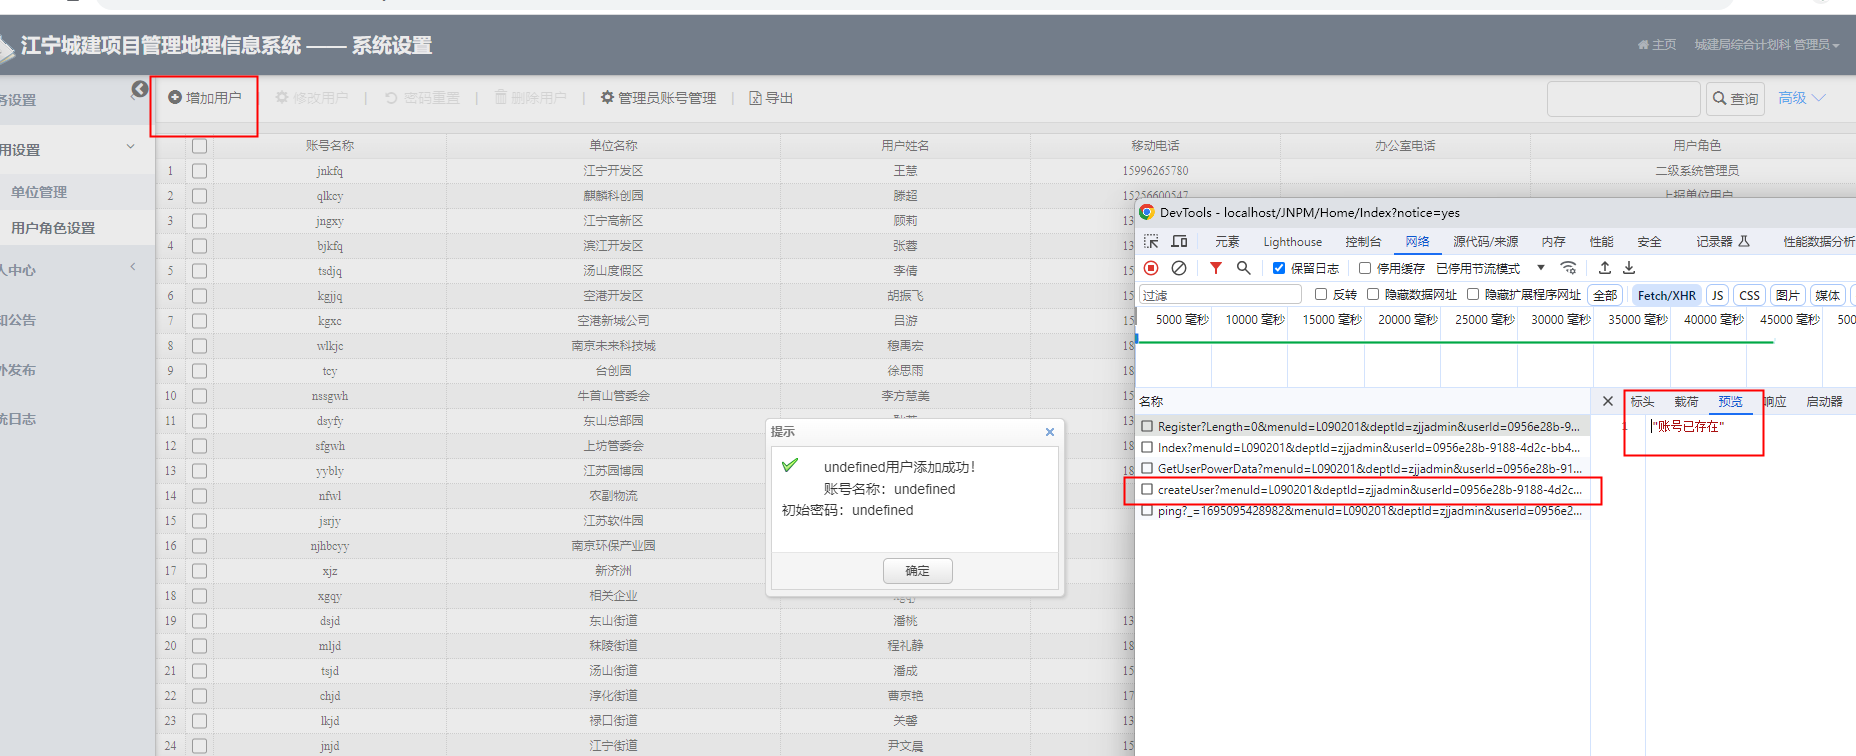 江宁城建项目管理地理信息系统 —— 系统设置
主页 城建局综合计划科 管理员
务设置
用设置
单位管理
用户角色设置
人中心
知公告
外发布
统日志
增加用户 | 修改用户 | 密码重置 | 删除用户 | 管理员账号管理 | 导出
查询 高级
账号名称 单位名称 用户姓名 移动电话 办公室电话 用户角色
1 jnkfq 江宁开发区 王慧 15996265780 二级系统管理员
2 qlkcy 麒麟科创园 滕超 15256600547 上报单位用户
3 jngxy 江宁高新区 顾莉 13
4 bjkfq 滨江开发区 张蓉 13
5 tsdjq 汤山度假区 李倩 15
6 kgjjq 空港开发区 胡振飞 15
7 kgxc 空港新城公司 吕游 15
8 wlkjc 南京未来科技城 穆禹宏 18
9 tcy 台创园 徐思雨 18
10 nssgwh 牛首山管委会 李方慧美
11 dsyfy 东山总部园
12 sfgwh 上坊管委会 18
13 yybly 江苏园博园 18
14 nfwl 农副物流
15 jsrjy 江苏软件园
16 njhbcyy 南京环保产业园
17 xjz 新济洲
18 xgqy 相关企业
19 dsjd 东山街道 潘桃 13
20 mljd 秣陵街道 程礼静 18
21 tsjd 汤山街道 潘成 15
22 chjd 淳化街道 曹京艳 17
23 lkjd 禄口街道 关馨 13
24 jnjd 江宁街道 尹文晨 15
提示
undefined用户添加成功!
账号名称: undefined
初始密码: undefined
确定
DevTools - localhost/JNPM/Home/Index?notice=yes
元素 Lighthouse 控制台 网络 源代码/来源 内存 性能 安全 记录器 性能数据分析
保留日志 停用缓存 已停用节流模式
过滤 反转 隐藏数据网址 隐藏扩展程序网址 全部 Fetch/XHR JS CSS 图片 媒体
5000 毫秒 10000 毫秒 15000 毫秒 20000 毫秒 25000 毫秒 30000 毫秒 35000 毫秒 40000 毫秒 45000 毫秒 500
名称 标头 载荷 预览 响应 启动器
Register?Length=0&menuId=L090201&deptId=zjjadmin&userId=0956e28b-9...
Index?menuId=L090201&deptId=zjjadmin&userId=0956e28b-9188-4d2c-bb4...
GetUserPowerData?menuId=L090201&deptId=zjjadmin&userId=0956e28b-91...
createUser?menuId=L090201&deptId=zjjadmin&userId=0956e28b-9188-4d2c...
ping?_=1695095428982&menuId=L090201&deptId=zjjadmin&userId=0956e2...
1 "账号已存在"